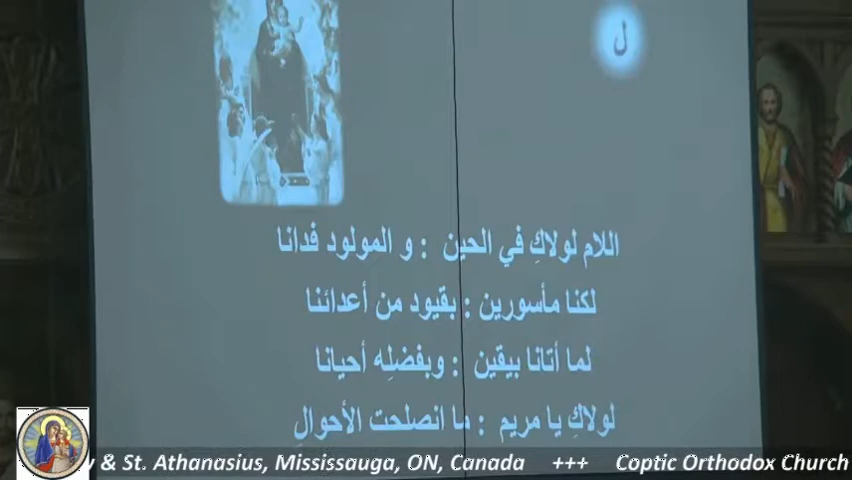 ل
اللام لولاكِ في الحين : و المولود فدانا
لكنا مأسورين : بقيود من أعدائنا
لما أتانا بيقين : وبفضلِه أحيانا
لولاكِ يا مريم : ما انصلحت الأحوالِ
& St. Athanasius, Mississauga, ON, Canada +++ Coptic Orthodox Church